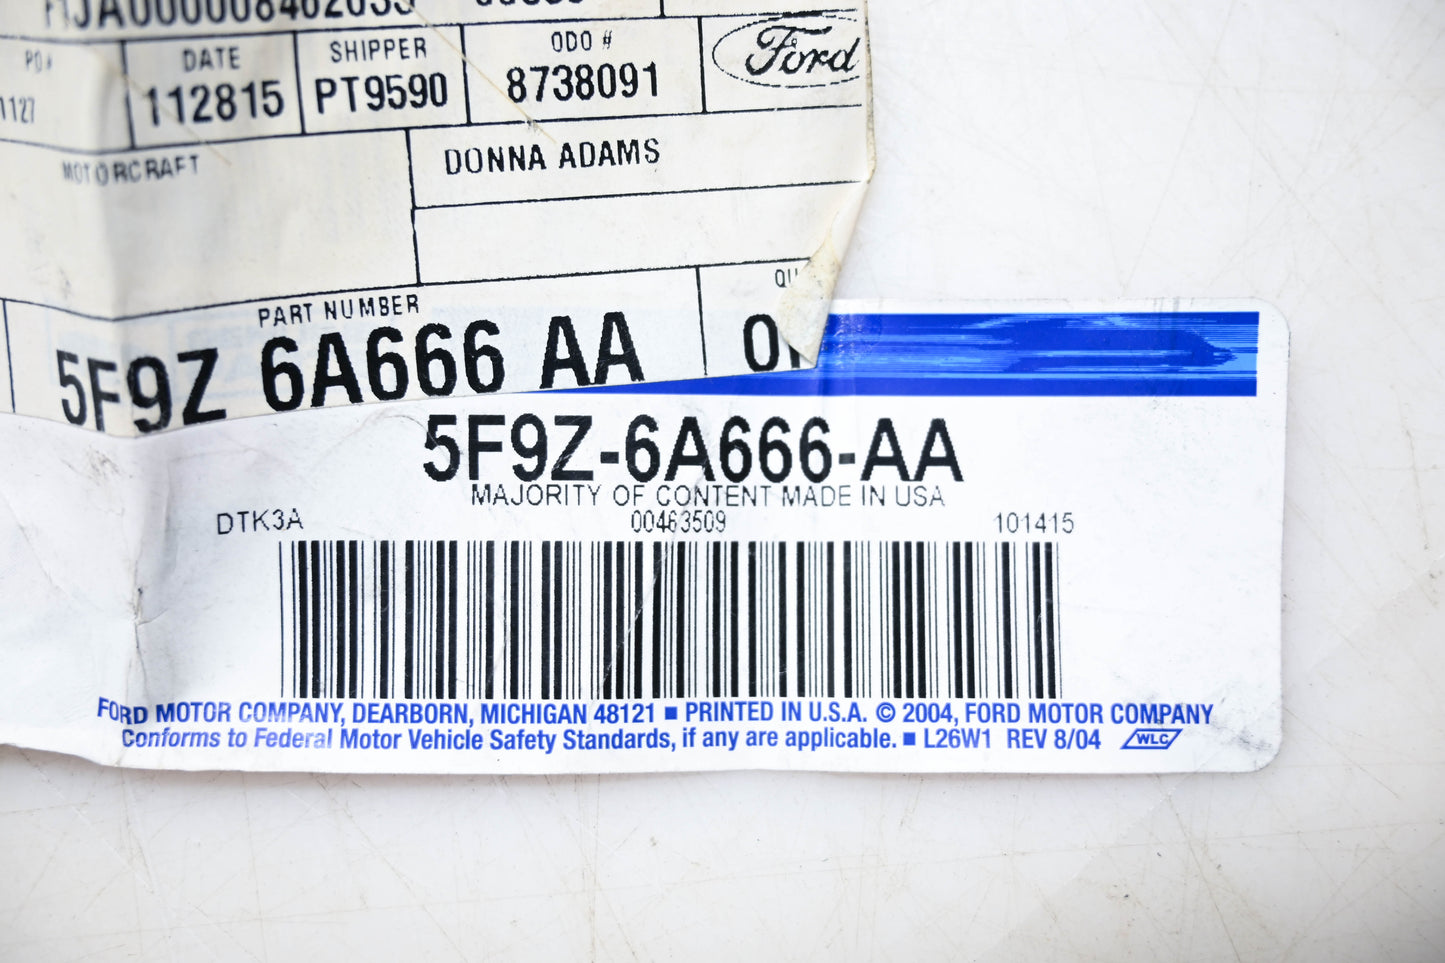 PO# DATE SHIPPER ODO # Ford
1127 112815 PT9590 8738091
MOTORCRAFT DONNA ADAMS
PART NUMBER
5F9Z 6A666 AA
5F9Z-6A666-AA
MAJORITY OF CONTENT MADE IN USA
DTK3A 00463509 101415
FORD MOTOR COMPANY, DEARBORN, MICHIGAN 48121 ■ PRINTED IN U.S.A. © 2004, FORD MOTOR COMPANY
Conforms to Federal Motor Vehicle Safety Standards, if any are applicable. ■ L26W1 REV 8/04 WLC